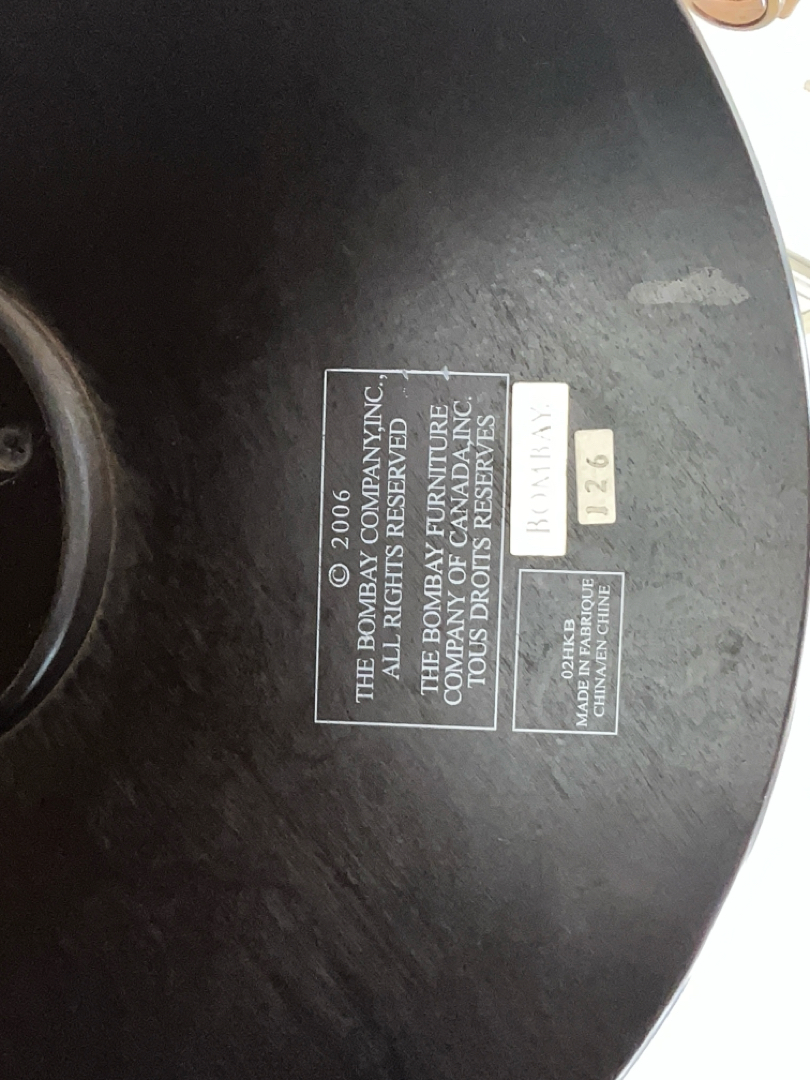 © 2006
THE BOMBAY COMPANY,INC.,
ALL RIGHTS RESERVED
THE BOMBAY FURNITURE
COMPANY OF CANADA,INC.
TOUS DROITS RESERVES
BOMBAY
126
02HKB
MADE IN FABRIQUE
CHINA/EN CHINE